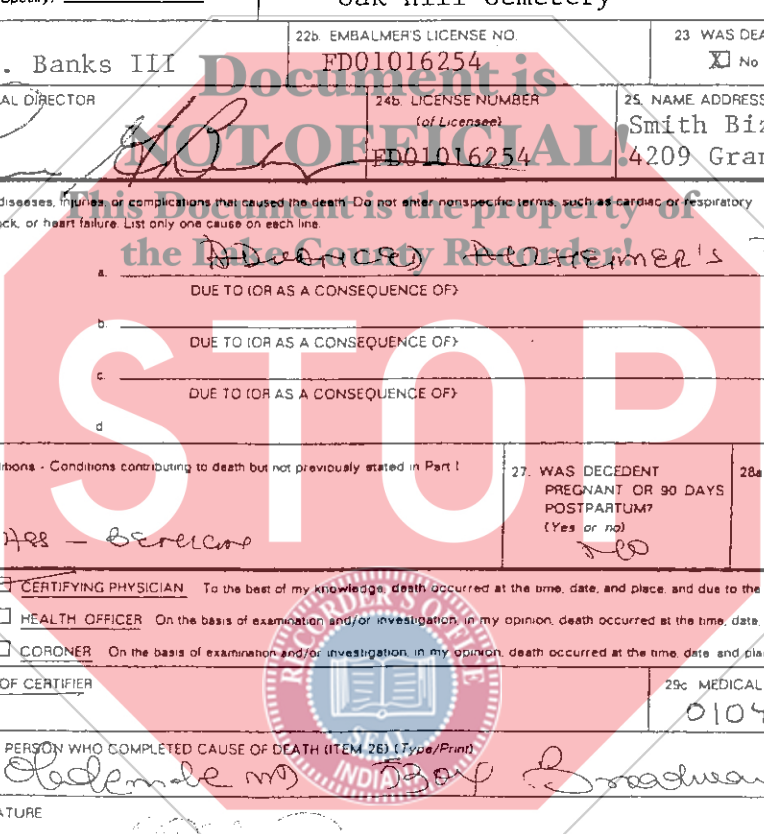 Oak Hill Cemetery
22b. EMBALMER'S LICENSE NO.
23 WAS DEA
. Banks III
FD01016254
X No
Document is
AL DIRECTOR
24b. LICENSE NUMBER
(of Licensee)
25. NAME ADDRESS
Smith Biz
NOT OFFICIAL!
FD01016254
4209 Gran
diseases, injuries, or complications that caused the death. Do not enter nonspecific terms, such as cardiac or respiratory
This Document is the property of
ck, or heart failure. List only one cause on each line.
the Lake County Recorder!
a. ADVANCED ALZHEIMER'S
DUE TO (OR AS A CONSEQUENCE OF)
b.
DUE TO (OR AS A CONSEQUENCE OF)
c.
DUE TO (OR AS A CONSEQUENCE OF)
d
STOP
itions - Conditions contributing to death but not previously stated in Part I
27. WAS DECEDENT
PREGNANT OR 90 DAYS
POSTPARTUM?
(Yes or no)
NO
28a
CERTIFYING PHYSICIAN To the best of my knowledge, death occurred at the time, date, and place, and due to the
HEALTH OFFICER On the basis of examination and/or investigation, in my opinion, death occurred at the time, date,
CORONER On the basis of examination and/or investigation, in my opinion, death occurred at the time, date and pla
RECORDER'S OFFICE
SEAL
INDIANA
OF CERTIFIER
29c MEDICAL
0104
PERSON WHO COMPLETED CAUSE OF DEATH (ITEM 26) (Type/Print)
MD
Broadway
ATURE